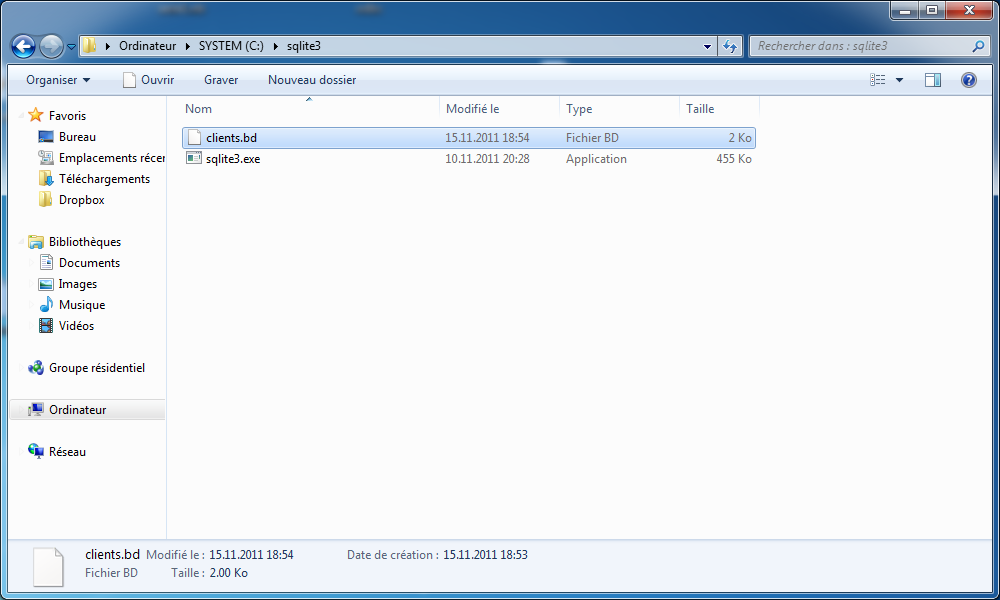 Ordinateur SYSTEM (C:) sqlite3 Rechercher dans : sqlite3
Organiser Ouvrir Graver Nouveau dossier
Favoris
Bureau
Emplacements récer
Téléchargements
Dropbox
Bibliothèques
Documents
Images
Musique
Vidéos
Groupe résidentiel
Ordinateur
Réseau
Nom Modifié le Type Taille
clients.bd 15.11.2011 18:54 Fichier BD 2 Ko
sqlite3.exe 10.11.2011 20:28 Application 455 Ko
clients.bd Modifié le : 15.11.2011 18:54 Date de création : 15.11.2011 18:53
Fichier BD Taille : 2.00 Ko